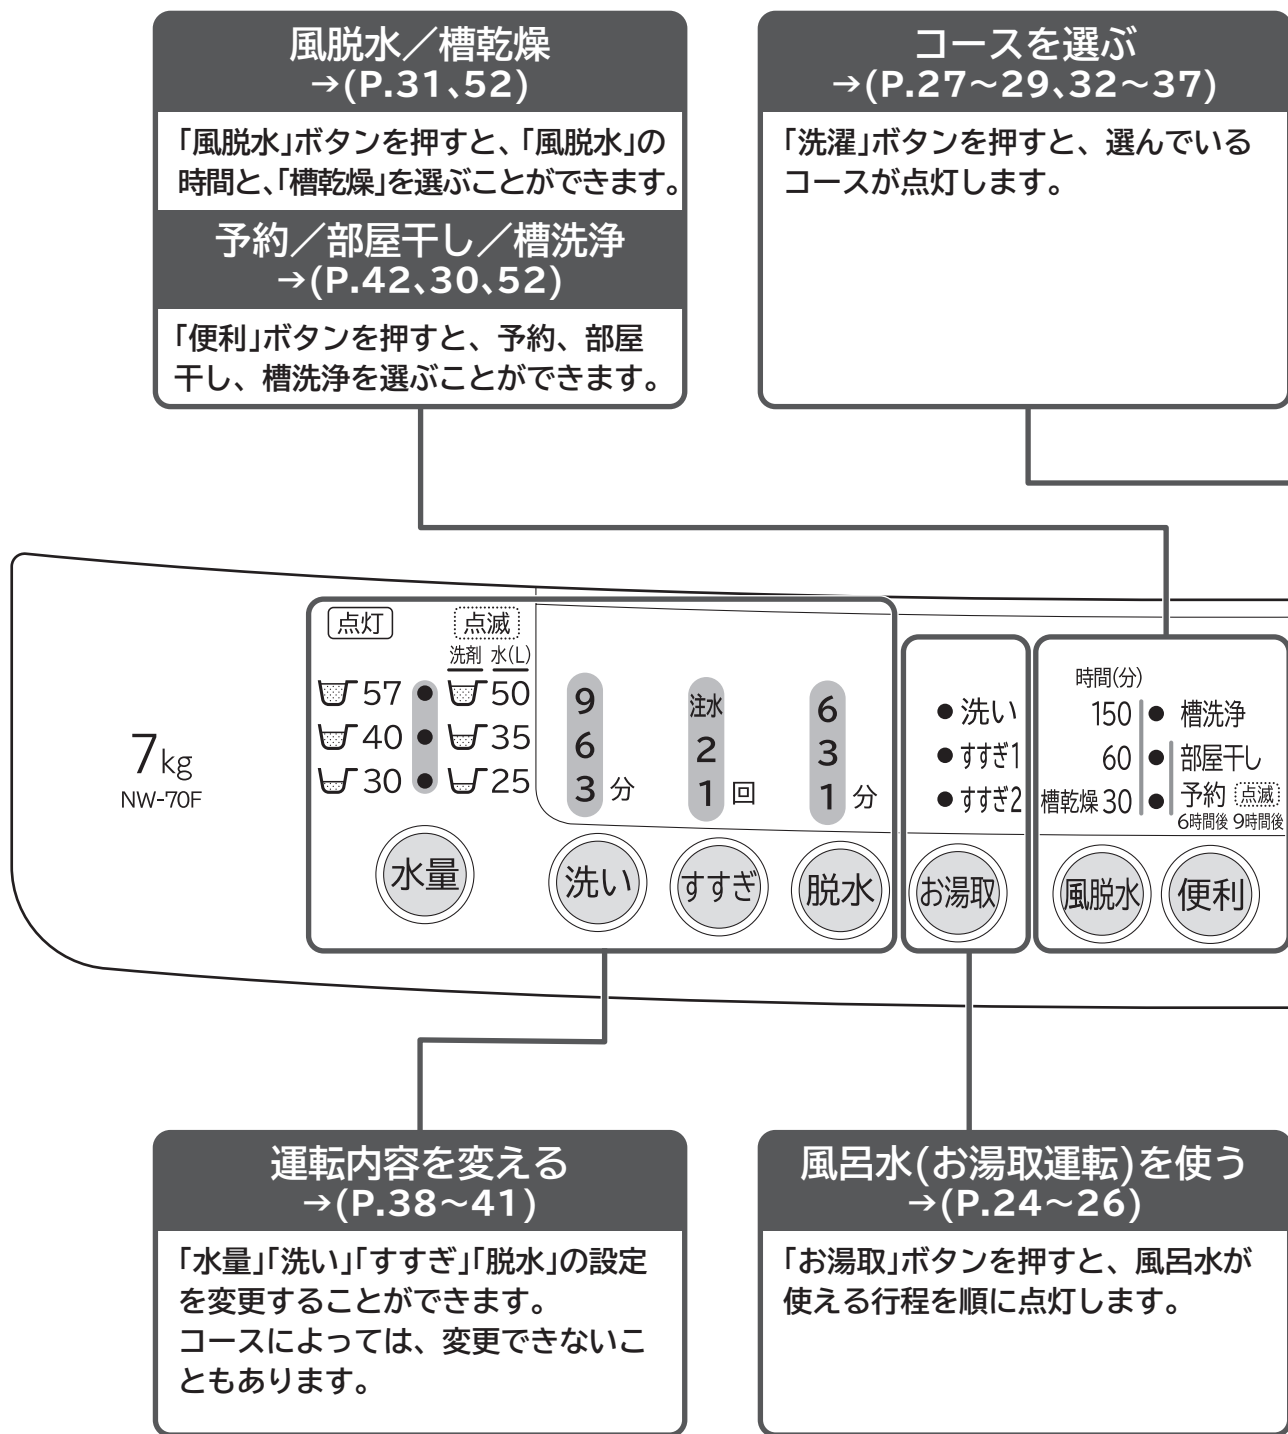 風脱水／槽乾燥
→(P.31、52)
「風脱水」ボタンを押すと、「風脱水」の
時間と、「槽乾燥」を選ぶことができます。
予約／部屋干し／槽洗浄
→(P.42、30、52)
「便利」ボタンを押すと、予約、部屋
干し、槽洗浄を選ぶことができます。
コースを選ぶ
→(P.27～29、32～37)
「洗濯」ボタンを押すと、選んでいる
コースが点灯します。
7kg
NW-70F
点灯 点滅
洗剤 水(L)
57 50
40 35
30 25
水量
9
6
3 分
洗い
注水
2
1 回
すすぎ
6
3
1 分
脱水
洗い
すすぎ1
すすぎ2
お湯取
時間(分)
150 槽洗浄
60 部屋干し
槽乾燥 30 予約 点滅
6時間後 9時間後
風脱水 便利
運転内容を変える
→(P.38～41)
「水量」「洗い」「すすぎ」「脱水」の設定
を変更することができます。
コースによっては、変更できないこ
ともあります。
風呂水(お湯取運転)を使う
→(P.24～26)
「お湯取」ボタンを押すと、風呂水が
使える行程を順に点灯します。